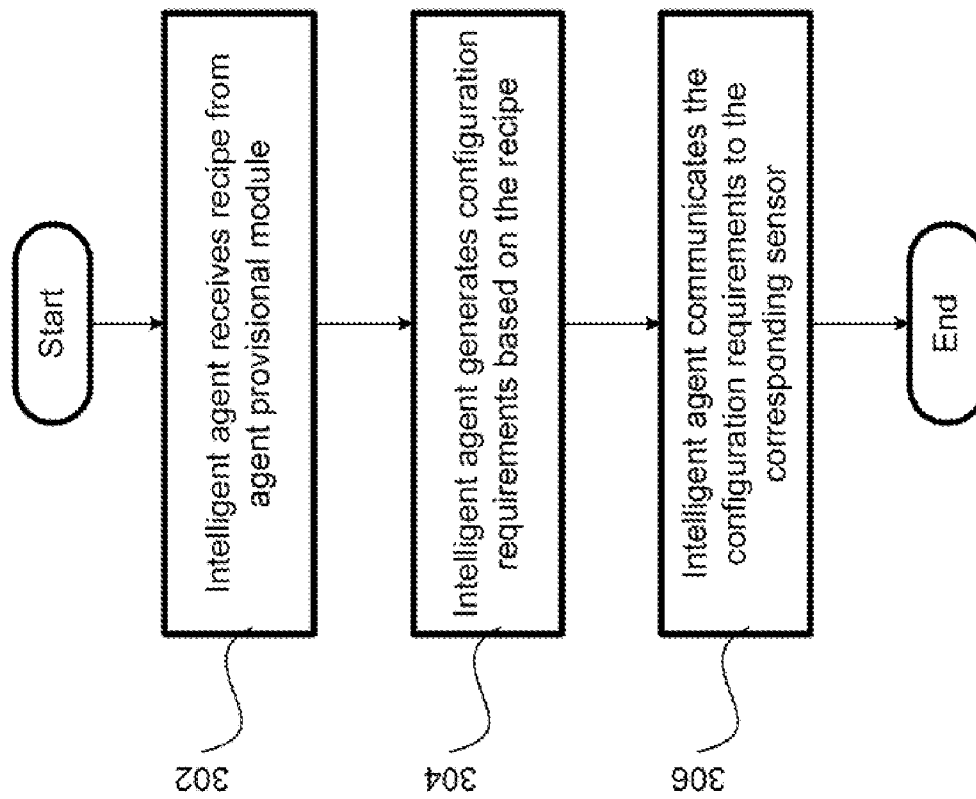 Start
302
Intelligent agent receives recipe from
agent provisional module
304
Intelligent agent generates configuration
requirements based on the recipe
306
Intelligent agent communicates the
configuration requirements to the
corresponding sensor
End